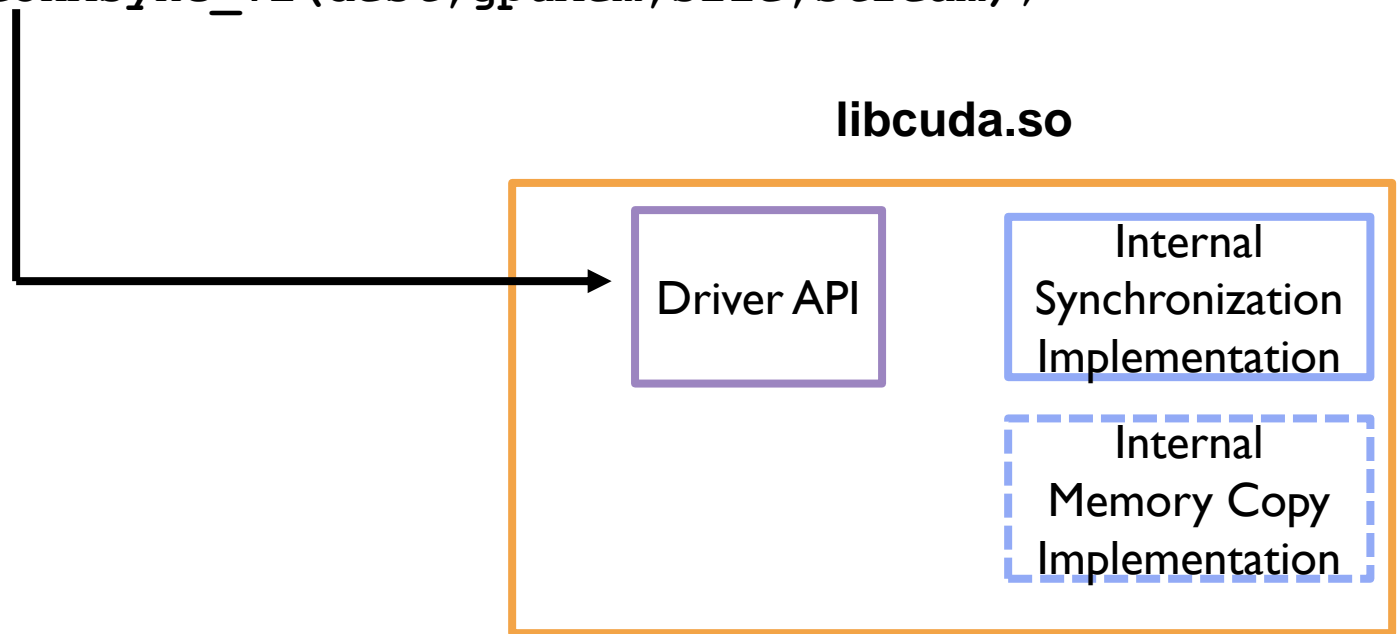 libcuda.so
Driver API
Internal
Synchronization
Implementation
Internal
Memory Copy
Implementation